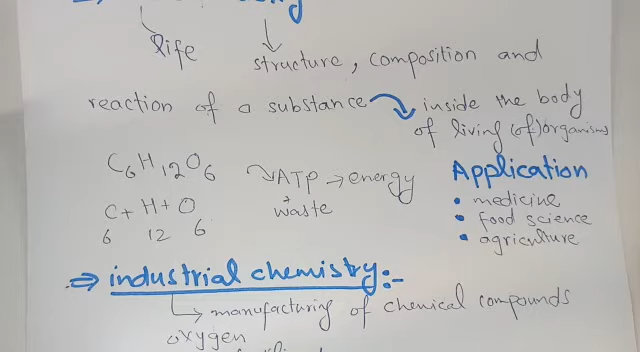 life
structure, composition and
reaction of a substance inside the body
of living (of) organisms
C6H12O6 ATP → energy
+
waste
C + H + O
6 12 6
Application
• medicine
• food science
• agriculture
⇒ industrial chemistry:-
→ manufacturing of chemical compounds
oxygen